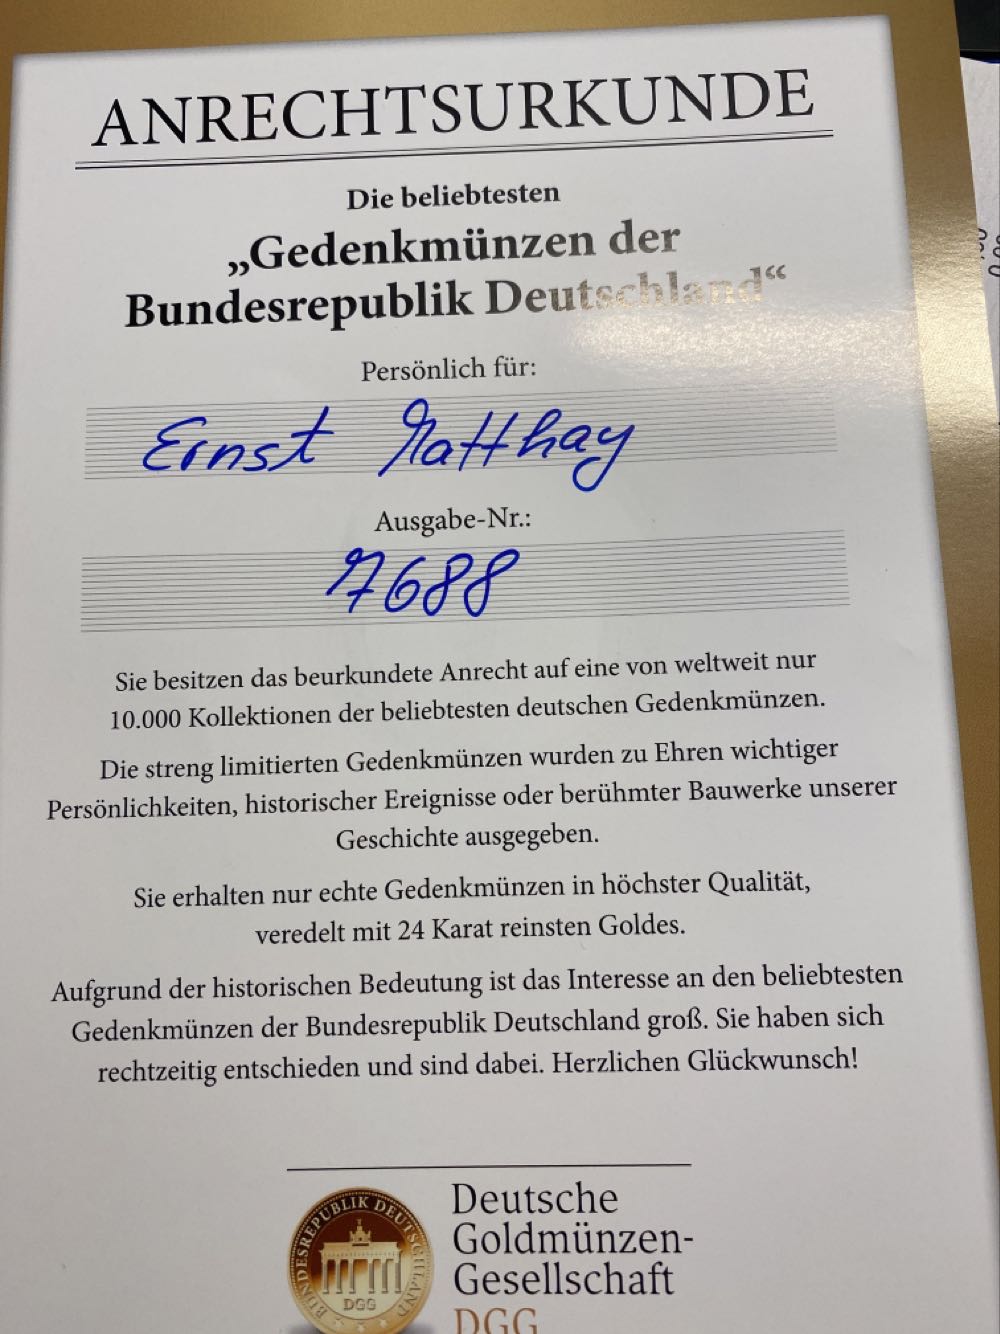 ANRECHTSURKUNDE
Die beliebtesten
„Gedenkmünzen der
Bundesrepublik Deutschland“
Persönlich für:
Ernst Matthay
Ausgabe-Nr.:
7688
Sie besitzen das beurkundete Anrecht auf eine von weltweit nur
10.000 Kollektionen der beliebtesten deutschen Gedenkmünzen.
Die streng limitierten Gedenkmünzen wurden zu Ehren wichtiger
Persönlichkeiten, historischer Ereignisse oder berühmter Bauwerke unserer
Geschichte ausgegeben.
Sie erhalten nur echte Gedenkmünzen in höchster Qualität,
veredelt mit 24 Karat reinsten Goldes.
Aufgrund der historischen Bedeutung ist das Interesse an den beliebtesten
Gedenkmünzen der Bundesrepublik Deutschland groß. Sie haben sich
rechtzeitig entschieden und sind dabei. Herzlichen Glückwunsch!
BUNDESREPUBLIK DEUTSCHLAND
DGG
Deutsche
Goldmünzen-
Gesellschaft
DGG